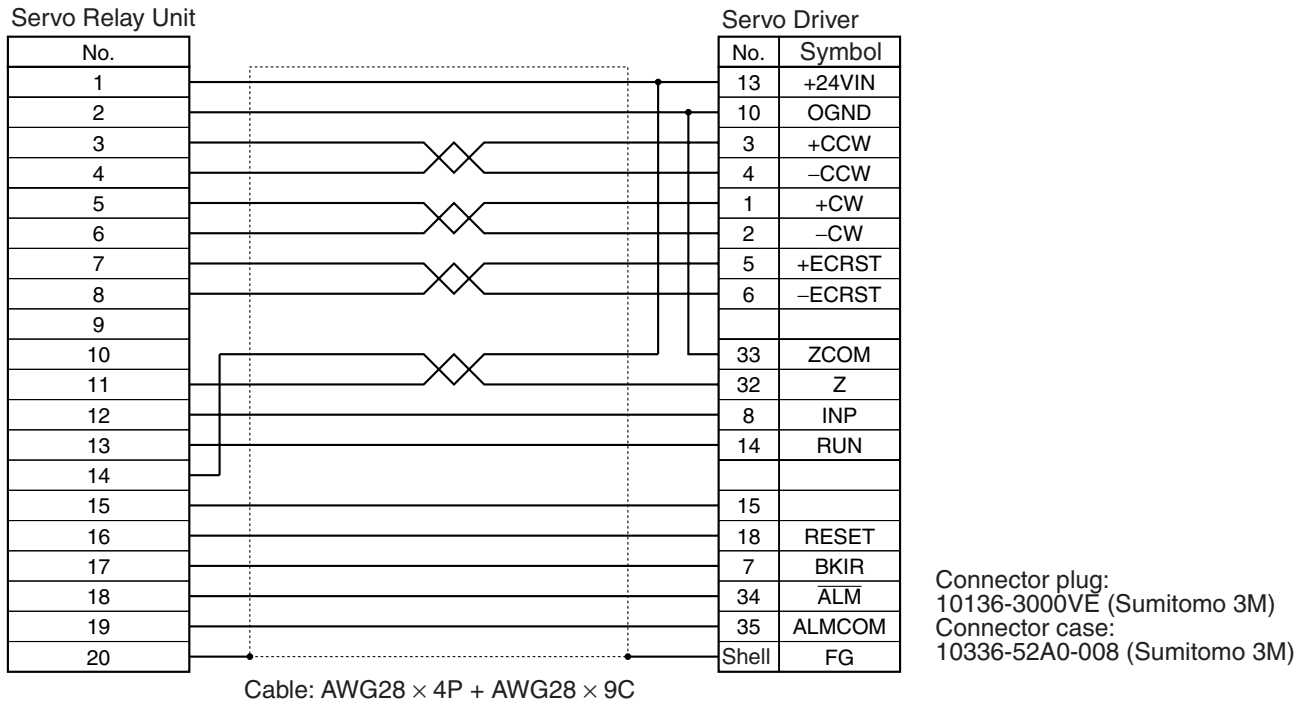 Servo Relay Unit Servo Driver
No. No. Symbol
1 13 +24VIN
2 10 OGND
3 3 +CCW
4 4 −CCW
5 1 +CW
6 2 −CW
7 5 +ECRST
8 6 −ECRST
9
10 33 ZCOM
11 32 Z
12 8 INP
13 14 RUN
14
15 15
16 18 RESET
17 7 BKIR
18 34 A̅L̅M̅
19 35 ALMCOM
20 Shell FG
Connector plug:
10136-3000VE (Sumitomo 3M)
Connector case:
10336-52A0-008 (Sumitomo 3M)
Cable: AWG28 × 4P + AWG28 × 9C